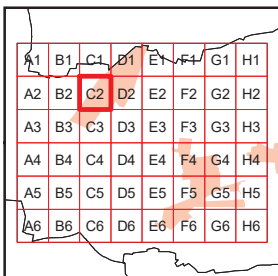 A1 B1 C1 D1 E1 F1 G1 H1
A2 B2 C2 D2 E2 F2 G2 H2
A3 B3 C3 D3 E3 F3 G3 H3
A4 B4 C4 D4 E4 F4 G4 H4
A5 B5 C5 D5 E5 F5 G5 H5
A6 B6 C6 D6 E6 F6 G6 H6